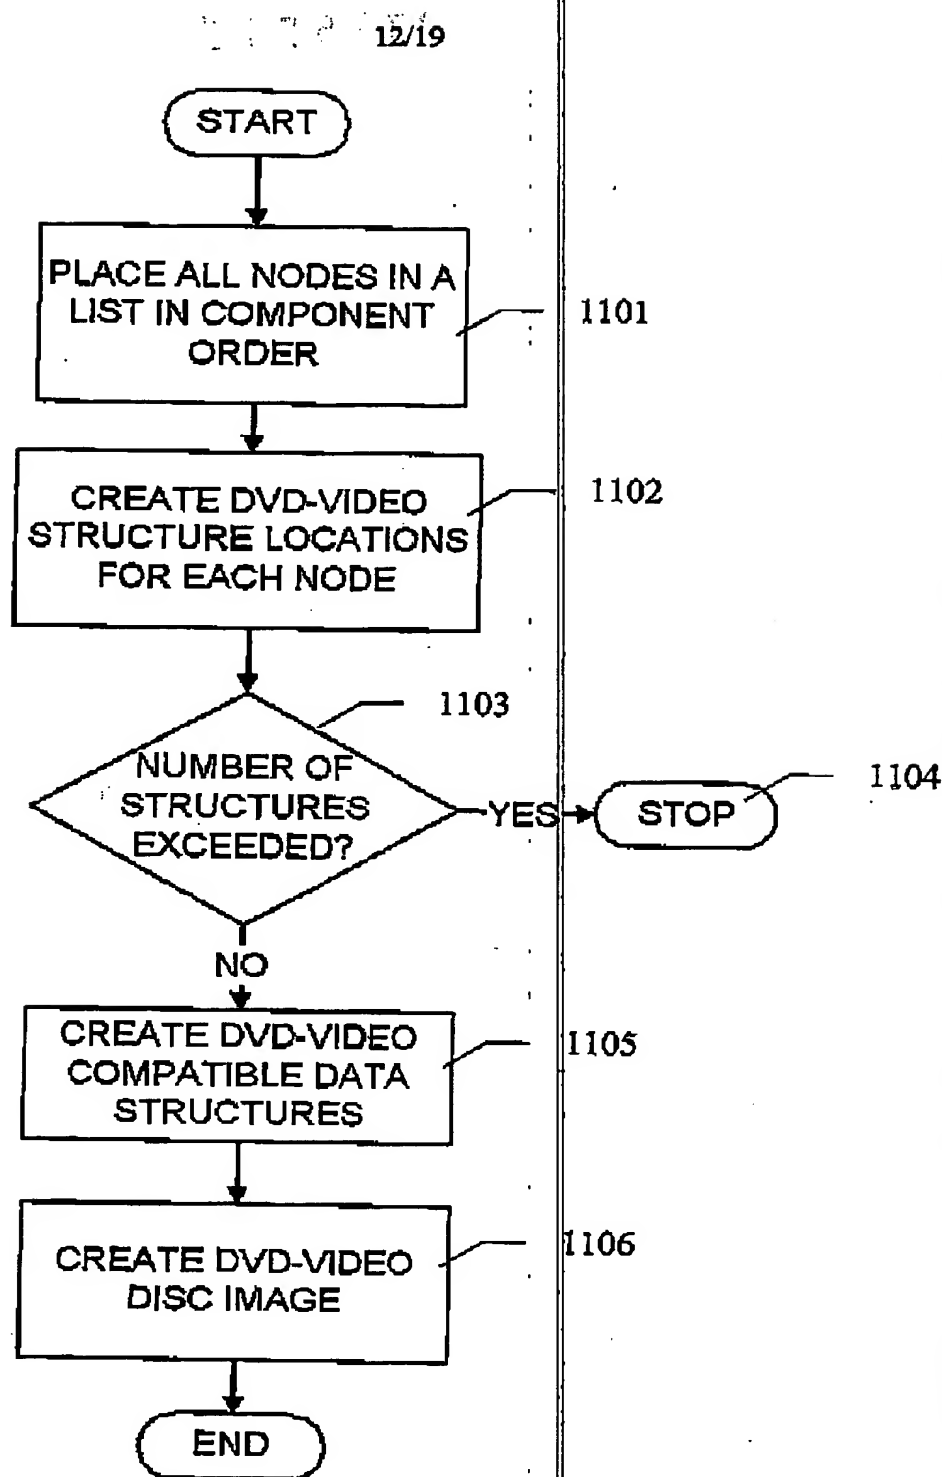 12/19
START
PLACE ALL NODES IN A
LIST IN COMPONENT
ORDER
1101
CREATE DVD-VIDEO
STRUCTURE LOCATIONS
FOR EACH NODE
1102
1103
NUMBER OF
STRUCTURES
EXCEEDED?
YES
STOP
1104
NO
CREATE DVD-VIDEO
COMPATIBLE DATA
STRUCTURES
1105
CREATE DVD-VIDEO
DISC IMAGE
1106
END